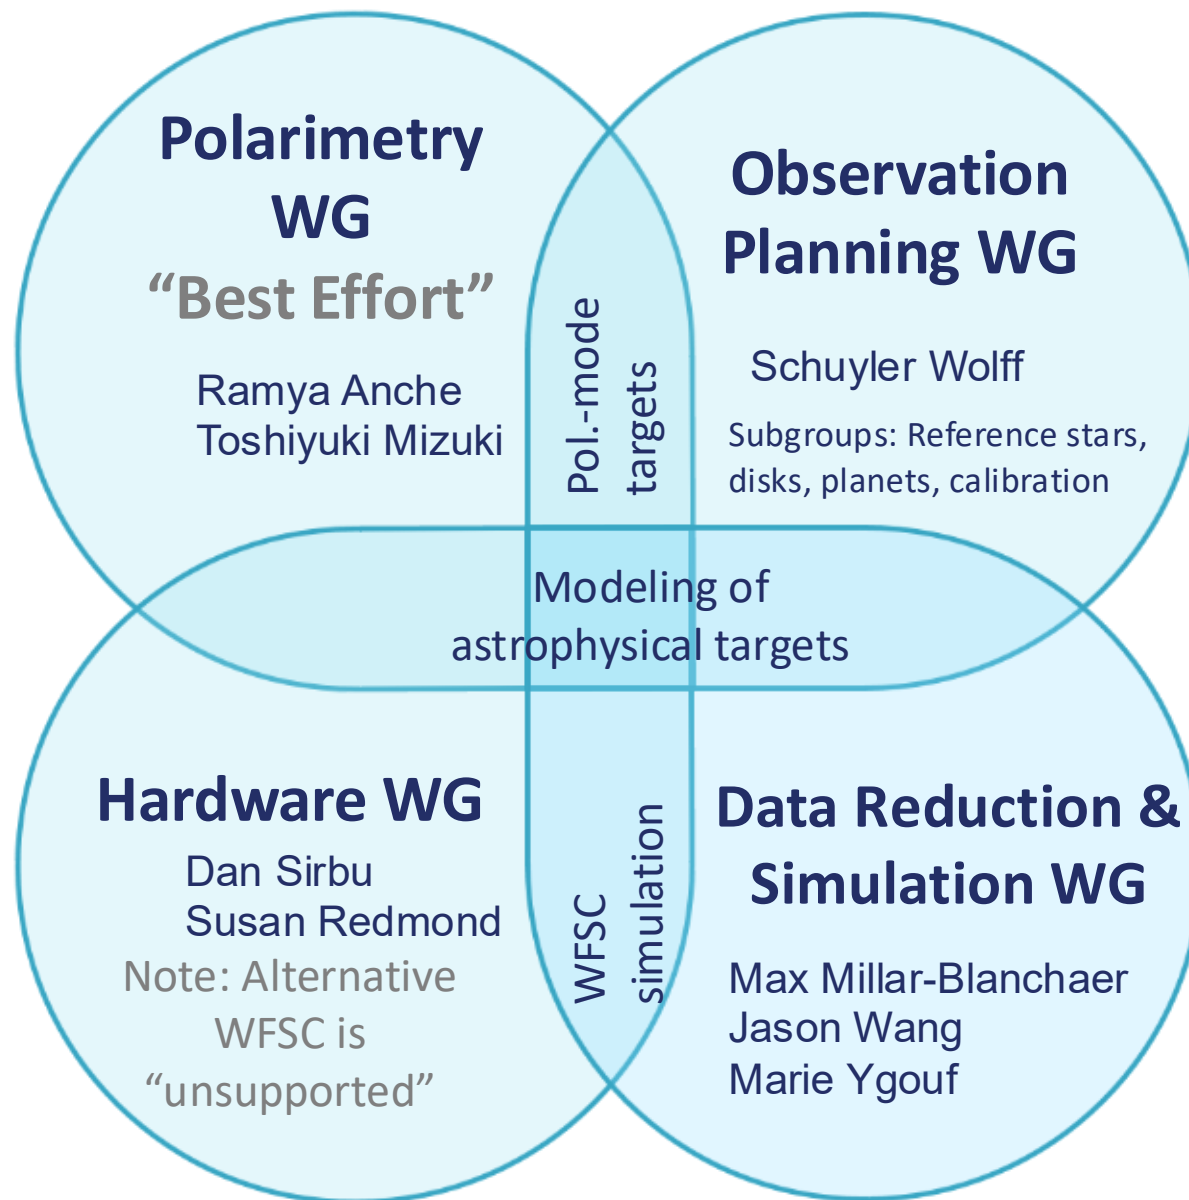 Polarimetry
WG
“Best Effort”
Ramya Anche
Toshiyuki Mizuki
Observation
Planning WG
Schuyler Wolff
Subgroups: Reference stars,
disks, planets, calibration
Pol.-mode
targets
Modeling of
astrophysical targets
Hardware WG
Dan Sirbu
Susan Redmond
Note: Alternative
WFSC is
“unsupported”
WFSC
simulation
Data Reduction &
Simulation WG
Max Millar-Blanchaer
Jason Wang
Marie Ygouf